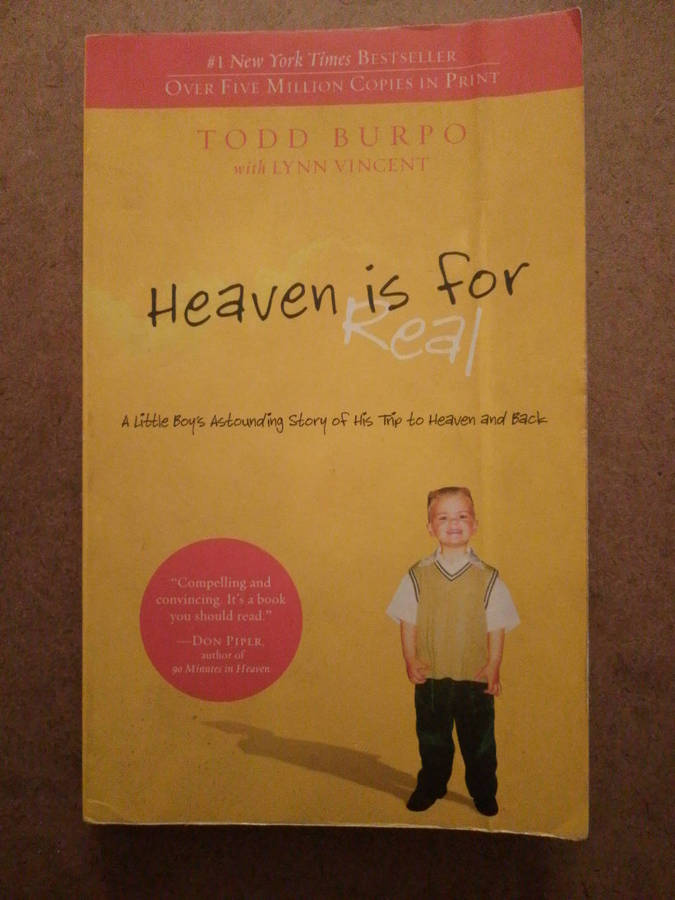 #1 New York Times BESTSELLER
OVER FIVE MILLION COPIES IN PRINT
TODD BURPO
with LYNN VINCENT
Heaven is for
Real
A Little Boy's Astounding Story of His Trip to Heaven and Back
"Compelling and
convincing. It's a book
you should read."
—DON PIPER,
author of
90 Minutes in Heaven